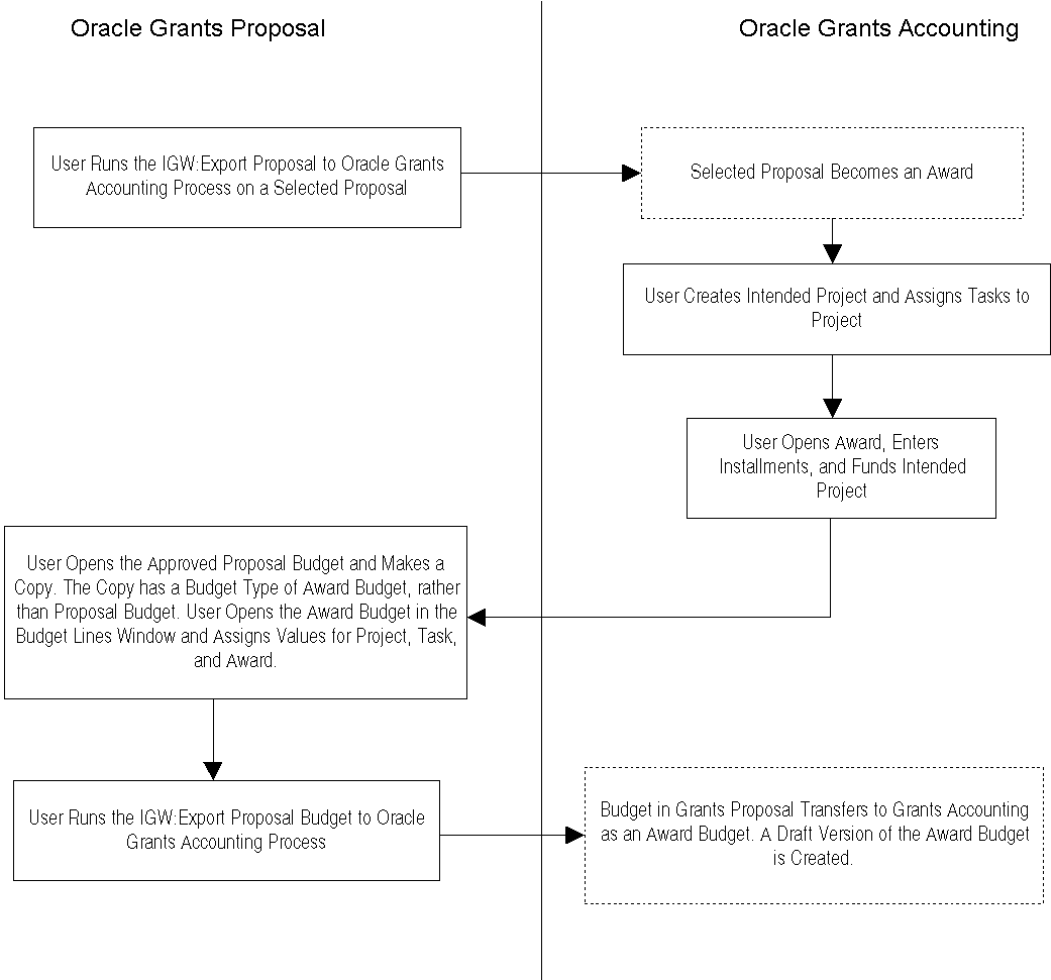 Oracle Grants Proposal
Oracle Grants Accounting
User Runs the IGW:Export Proposal to Oracle Grants
Accounting Process on a Selected Proposal
Selected Proposal Becomes an Award
User Creates Intended Project and Assigns Tasks to
Project
User Opens Award, Enters
Installments, and Funds Intended
Project
User Opens the Approved Proposal Budget and Makes a
Copy. The Copy has a Budget Type of Award Budget, rather
than Proposal Budget. User Opens the Award Budget in the
Budget Lines Window and Assigns Values for Project, Task,
and Award.
User Runs the IGW:Export Proposal Budget to Oracle
Grants Accounting Process
Budget in Grants Proposal Transfers to Grants Accounting
as an Award Budget. A Draft Version of the Award Budget
is Created.